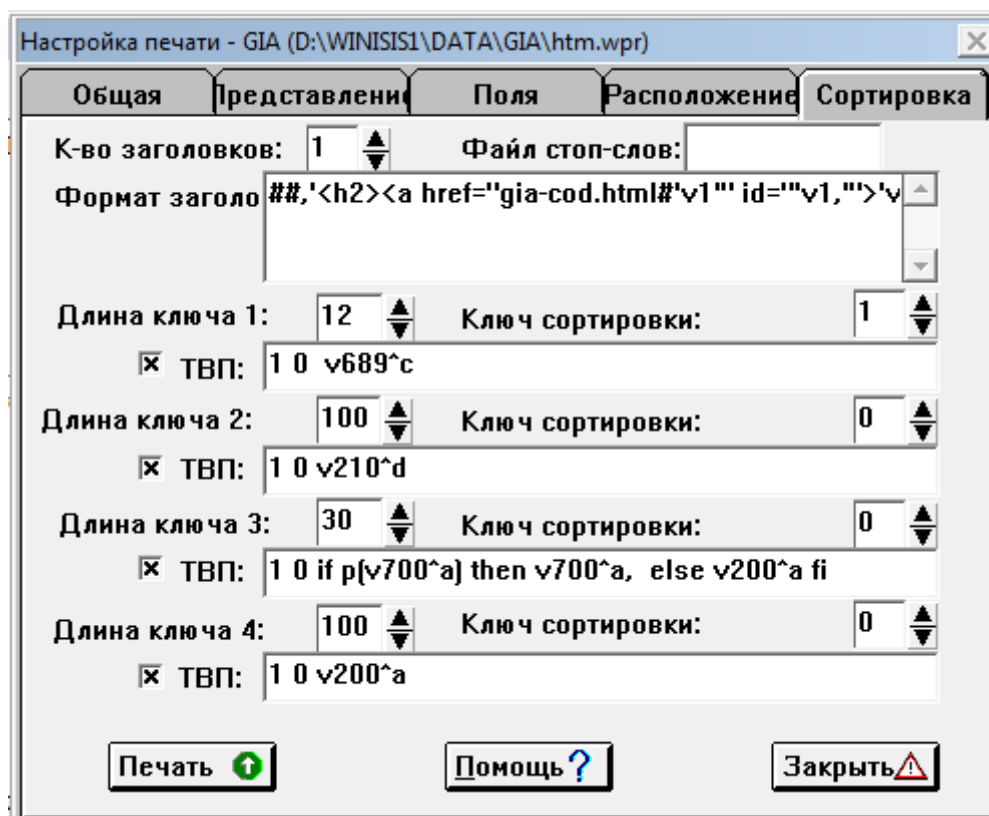 Настройка печати - GIA (D:\WINISIS1\DATA\GIA\htm.wpr)
Общая Представлени Поля Расположение Сортировка
К-во заголовков: 1 Файл стоп-слов:
Формат заголо ##,'<h2><a href="gia-cod.html#'v1'"' id='"v1,"'>'v
Длина ключа 1: 12 Ключ сортировки: 1
ТВП: 1 0 v689^c
Длина ключа 2: 100 Ключ сортировки: 0
ТВП: 1 0 v210^d
Длина ключа 3: 30 Ключ сортировки: 0
ТВП: 1 0 if p(v700^a) then v700^a, else v200^a fi
Длина ключа 4: 100 Ключ сортировки: 0
ТВП: 1 0 v200^a
Печать Помощь? Закрыть